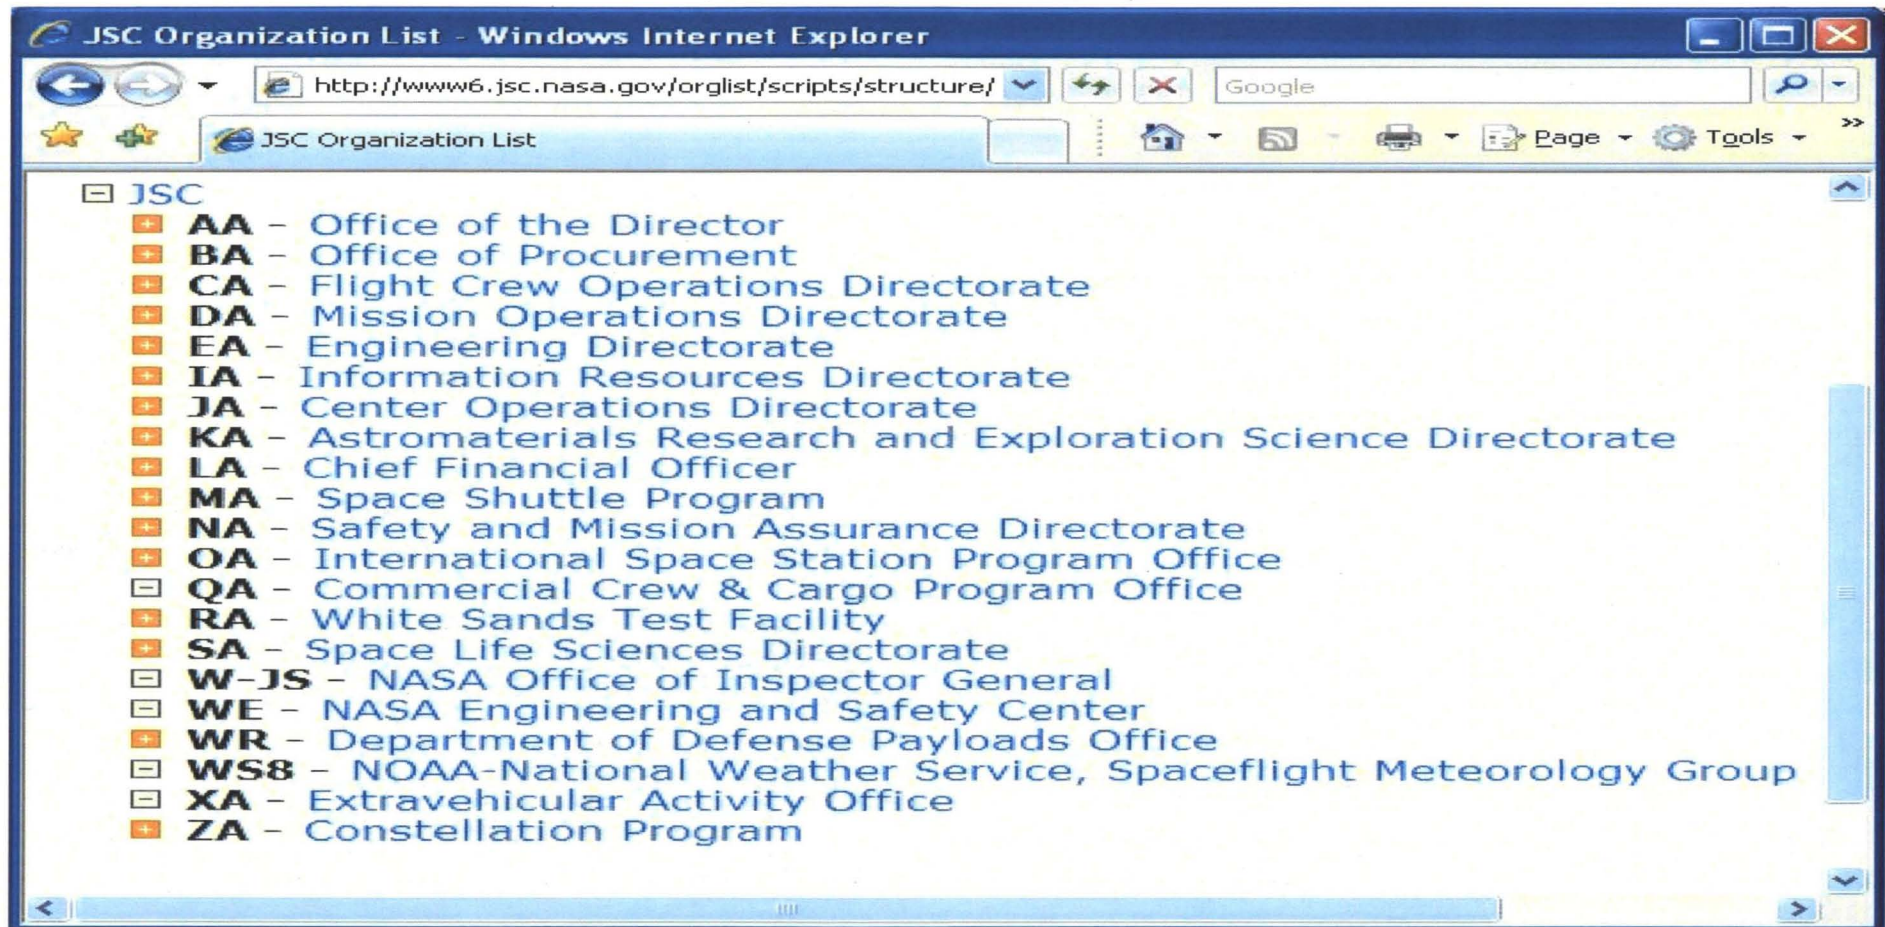 JSC Organization List - Windows Internet Explorer
http://www6.jsc.nasa.gov/orglist/scripts/structure/ Google
JSC Organization List Page Tools »
JSC
AA - Office of the Director
BA - Office of Procurement
CA - Flight Crew Operations Directorate
DA - Mission Operations Directorate
EA - Engineering Directorate
IA - Information Resources Directorate
JA - Center Operations Directorate
KA - Astromaterials Research and Exploration Science Directorate
LA - Chief Financial Officer
MA - Space Shuttle Program
NA - Safety and Mission Assurance Directorate
OA - International Space Station Program Office
QA - Commercial Crew & Cargo Program Office
RA - White Sands Test Facility
SA - Space Life Sciences Directorate
W-JS - NASA Office of Inspector General
WE - NASA Engineering and Safety Center
WR - Department of Defense Payloads Office
WS8 - NOAA-National Weather Service, Spaceflight Meteorology Group
XA - Extravehicular Activity Office
ZA - Constellation Program